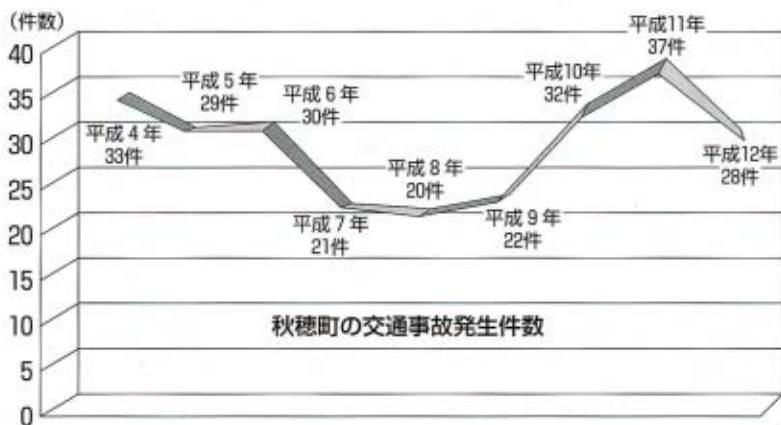 (件数)
40
35
30
25
20
15
10
5
0
平成 4 年
33件
平成 5 年
29件
平成 6 年
30件
平成 7 年
21件
平成 8 年
20件
平成 9 年
22件
平成10年
32件
平成11年
37件
平成12年
28件
秋穂町の交通事故発生件数